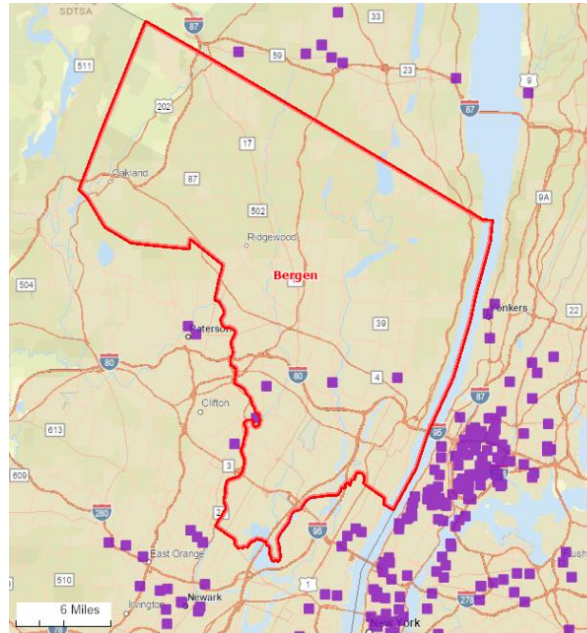 SDTSA
87
33
511
59
23
9
202
87
17
Oakland
87
9A
502
Ridgewood
504
Bergen
Yonkers
22
Paterson
39
80
80
4
87
Clifton
95
613
3
609
280
95
East Orange
510
1
6 Miles
Irvington
Newark
278
78
New York